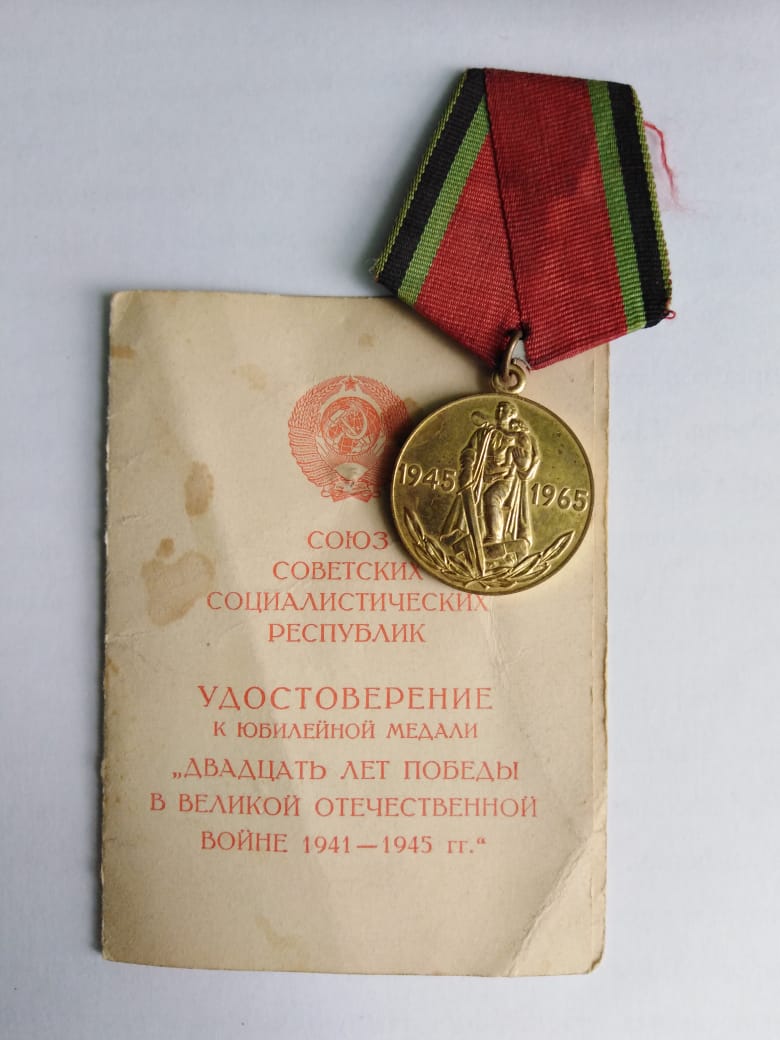 1945
1965
СОЮЗ
СОВЕТСКИХ
СОЦИАЛИСТИЧЕСКИХ
РЕСПУБЛИК
УДОСТОВЕРЕНИЕ
К ЮБИЛЕЙНОЙ МЕДАЛИ
„ДВАДЦАТЬ ЛЕТ ПОБЕДЫ
В ВЕЛИКОЙ ОТЕЧЕСТВЕННОЙ
ВОЙНЕ 1941—1945 гг.“